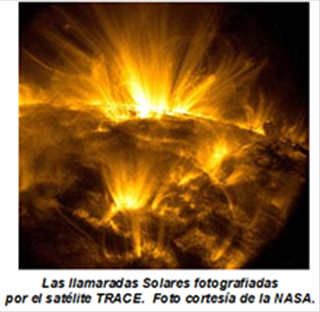 Las llamaradas Solares fotografiadas
por el satélite TRACE.  Foto cortesía de la NASA.